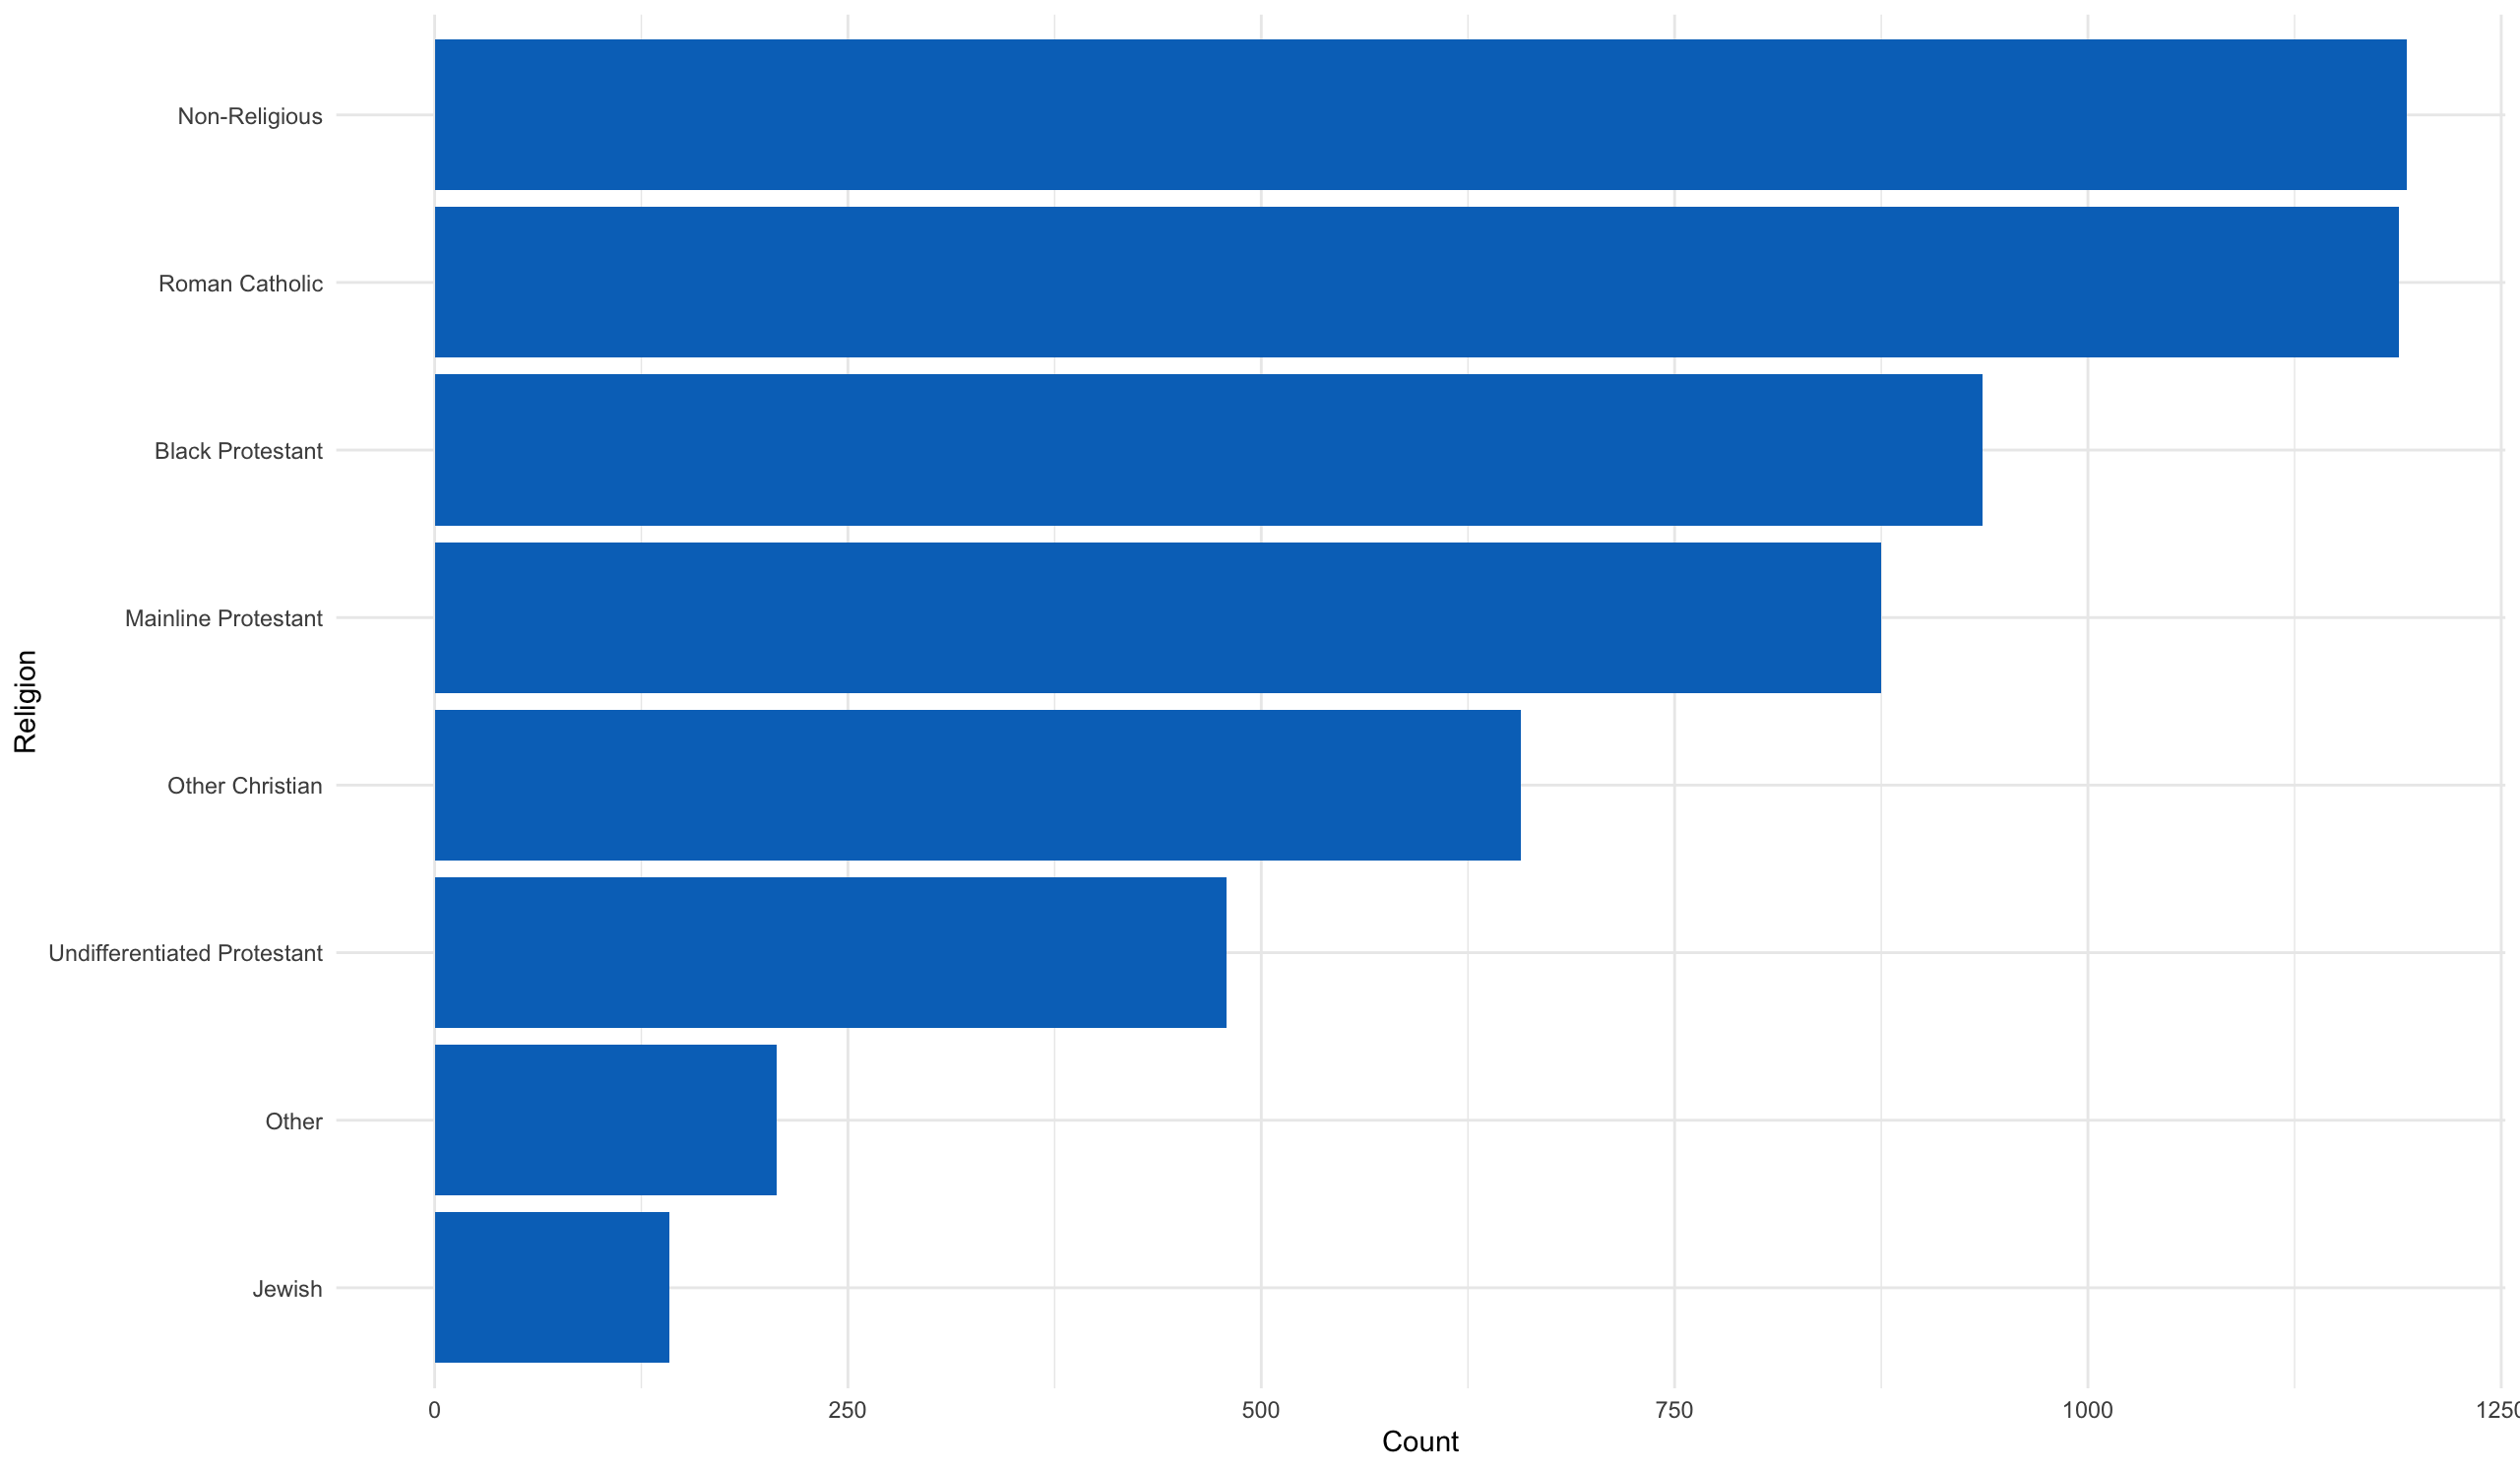 Non-Religious
Roman Catholic
Black Protestant
Mainline Protestant
Other Christian
Undifferentiated Protestant
Other
Jewish
Religion
0 250 500 750 1000 1250
Count